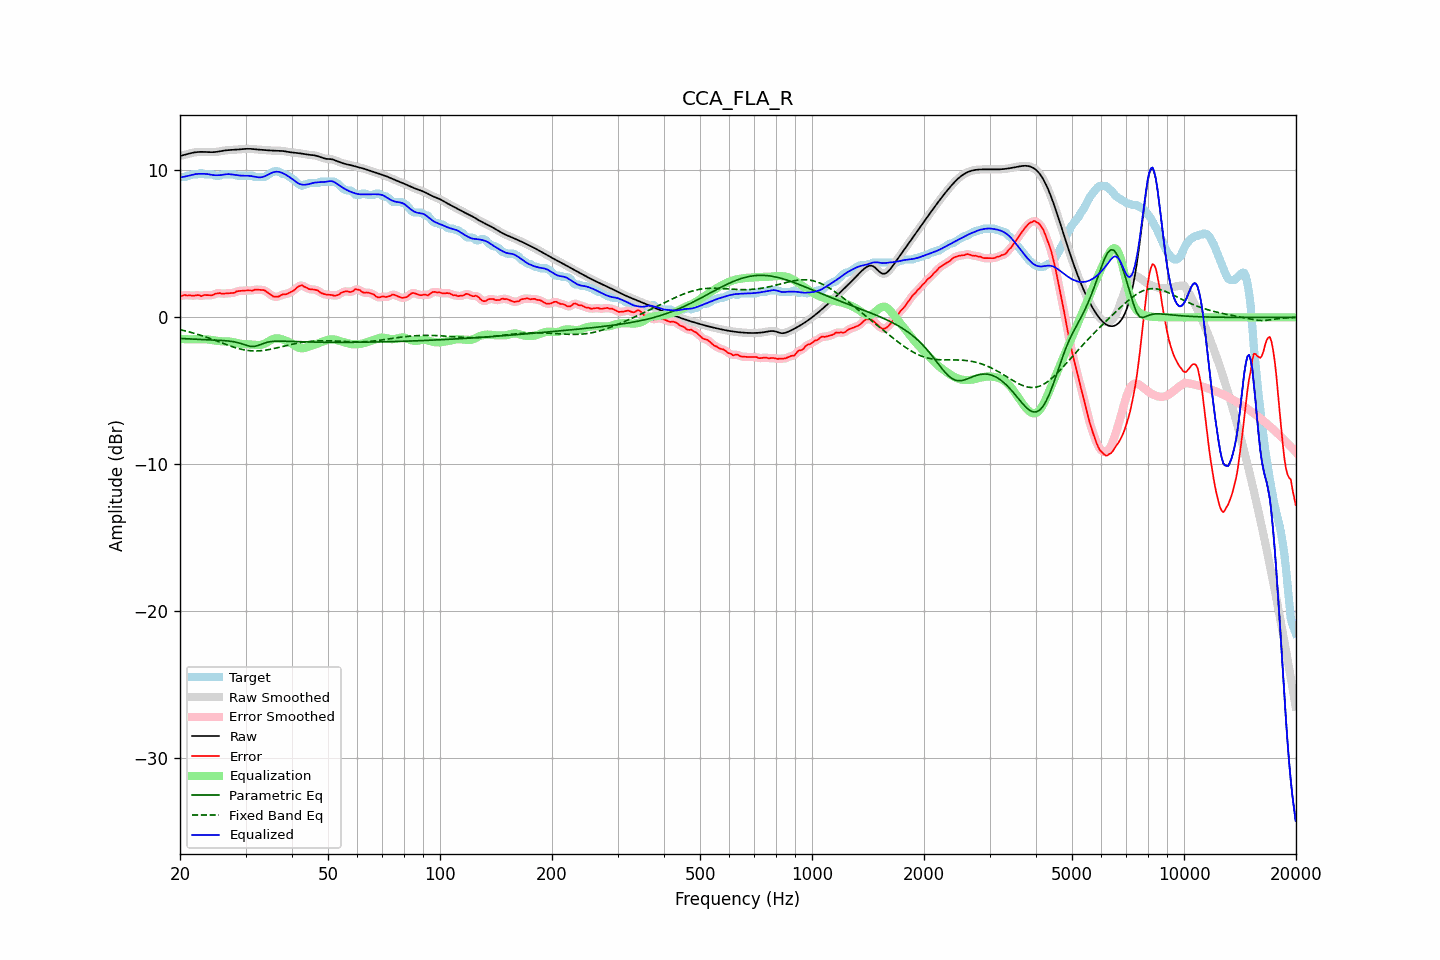 CCA_FLA_R
Amplitude (dBr)
10
0
−10
−20
−30
Target
Raw Smoothed
Error Smoothed
Raw
Error
Equalization
Parametric Eq
Fixed Band Eq
Equalized
20 50 100 200 500 1000 2000 5000 10000 20000
Frequency (Hz)